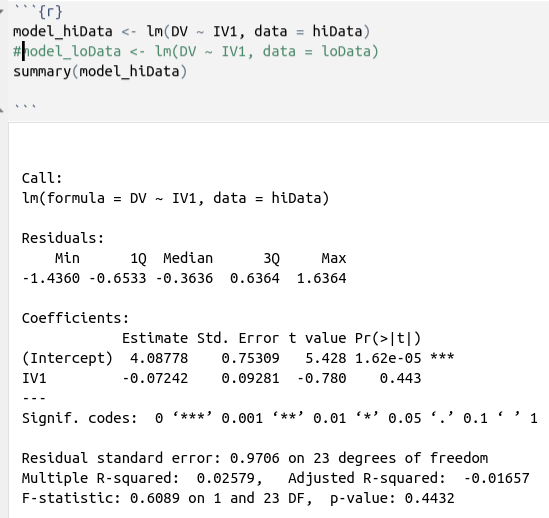 ```{r}
model_hiData <- lm(DV ~ IV1, data = hiData)
#model_loData <- lm(DV ~ IV1, data = loData)
summary(model_hiData)
```
Call:
lm(formula = DV ~ IV1, data = hiData)
Residuals:
    Min      1Q  Median      3Q     Max
-1.4360 -0.6533 -0.3636  0.6364  1.6364
Coefficients:
            Estimate Std. Error t value Pr(>|t|)
(Intercept)  4.08778    0.75309   5.428 1.62e-05 ***
IV1         -0.07242    0.09281  -0.780    0.443
---
Signif. codes:  0 ‘***’ 0.001 ‘**’ 0.01 ‘*’ 0.05 ‘.’ 0.1 ‘ ’ 1
Residual standard error: 0.9706 on 23 degrees of freedom
Multiple R-squared:  0.02579,   Adjusted R-squared:  -0.01657
F-statistic: 0.6089 on 1 and 23 DF,  p-value: 0.4432